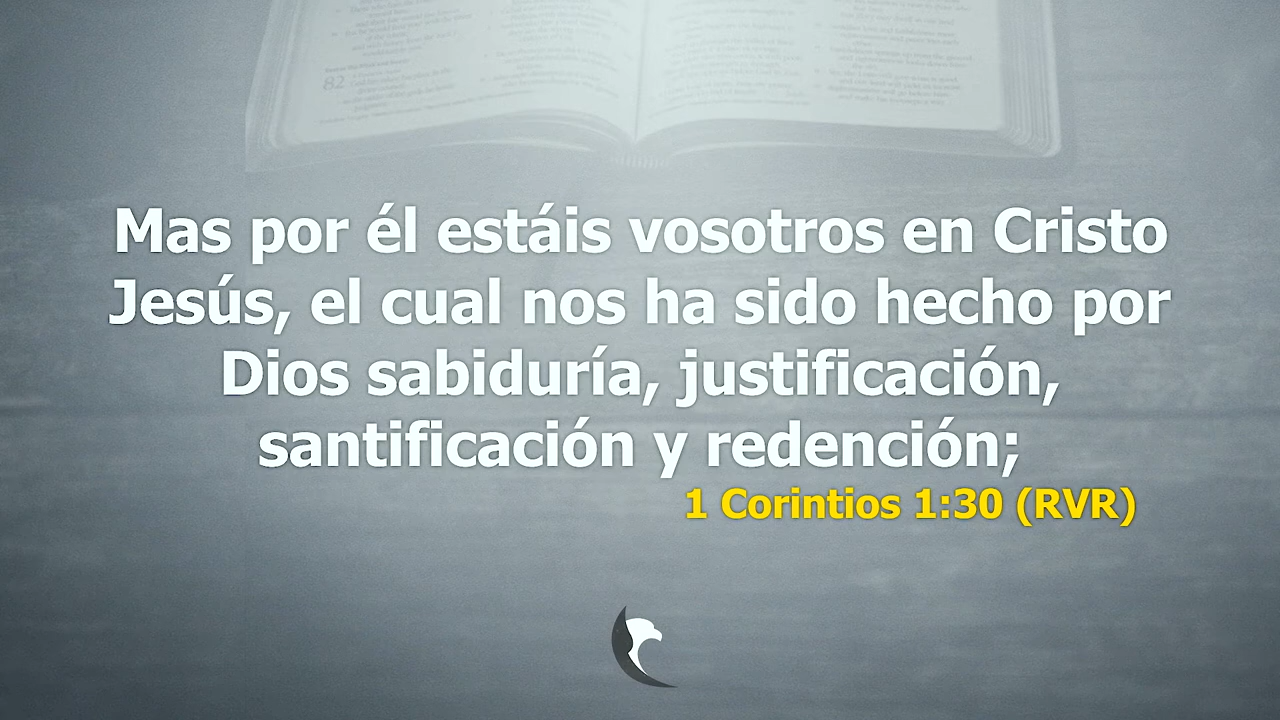 82
Mas por él estáis vosotros en Cristo
Jesús, el cual nos ha sido hecho por
Dios sabiduría, justificación,
santificación y redención;
1 Corintios 1:30 (RVR)